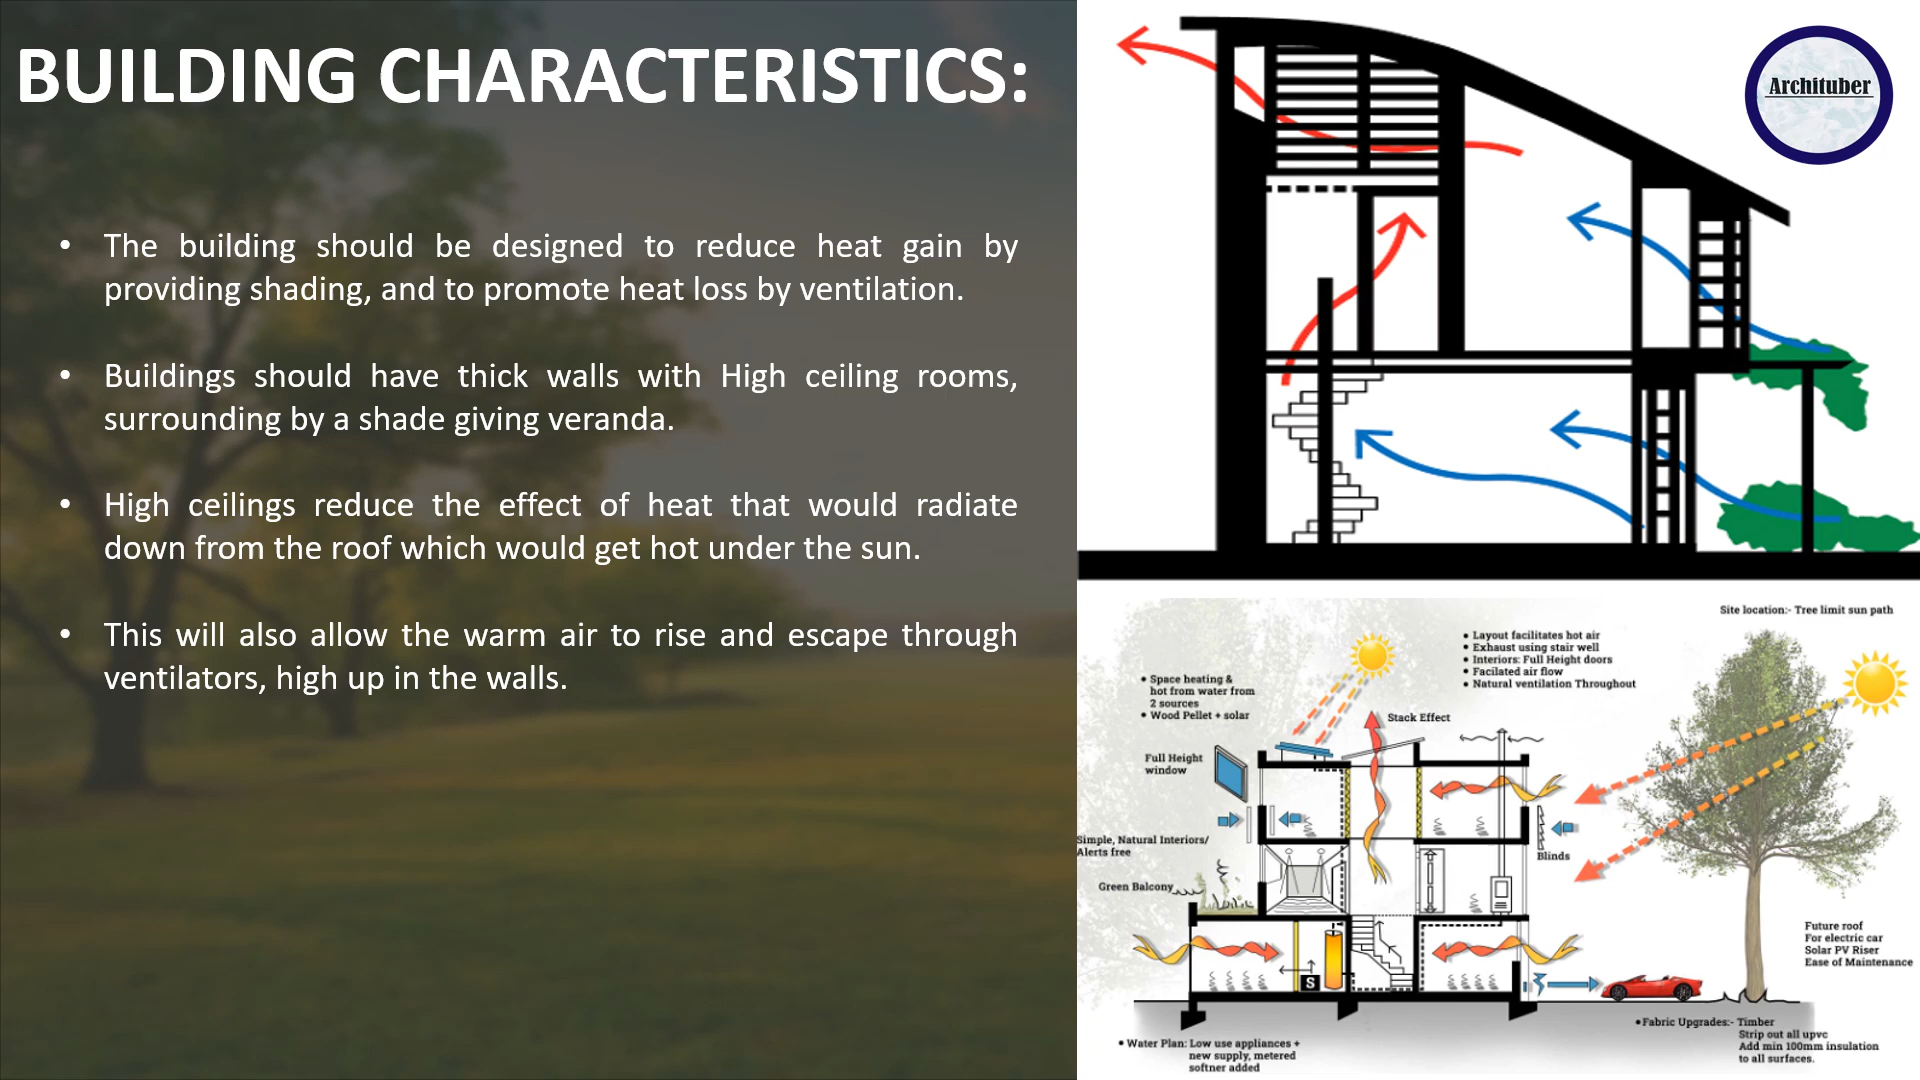 BUILDING CHARACTERISTICS:
• The building should be designed to reduce heat gain by
providing shading, and to promote heat loss by ventilation.
• Buildings should have thick walls with High ceiling rooms,
surrounding by a shade giving veranda.
• High ceilings reduce the effect of heat that would radiate
down from the roof which would get hot under the sun.
• This will also allow the warm air to rise and escape through
ventilators, high up in the walls.
Archituber
Site location:- Tree limit sun path
• Layout facilitates hot air
• Exhaust using stair well
• Interiors: Full Height doors
• Facilated air flow
• Natural ventilation Throughout
• Space heating &
hot from water from
2 sources
• Wood Pellet + solar
Stack Effect
Full Height
window
Simple, Natural Interiors/
Alerts free
Blinds
Green Balcony
S
Future roof
For electric car
Solar PV Riser
Ease of Maintenance
• Fabric Upgrades:- Timber
Strip out all upvc
Add min 100mm insulation
to all surfaces.
• Water Plan: Low use appliances +
new supply, metered
softner added